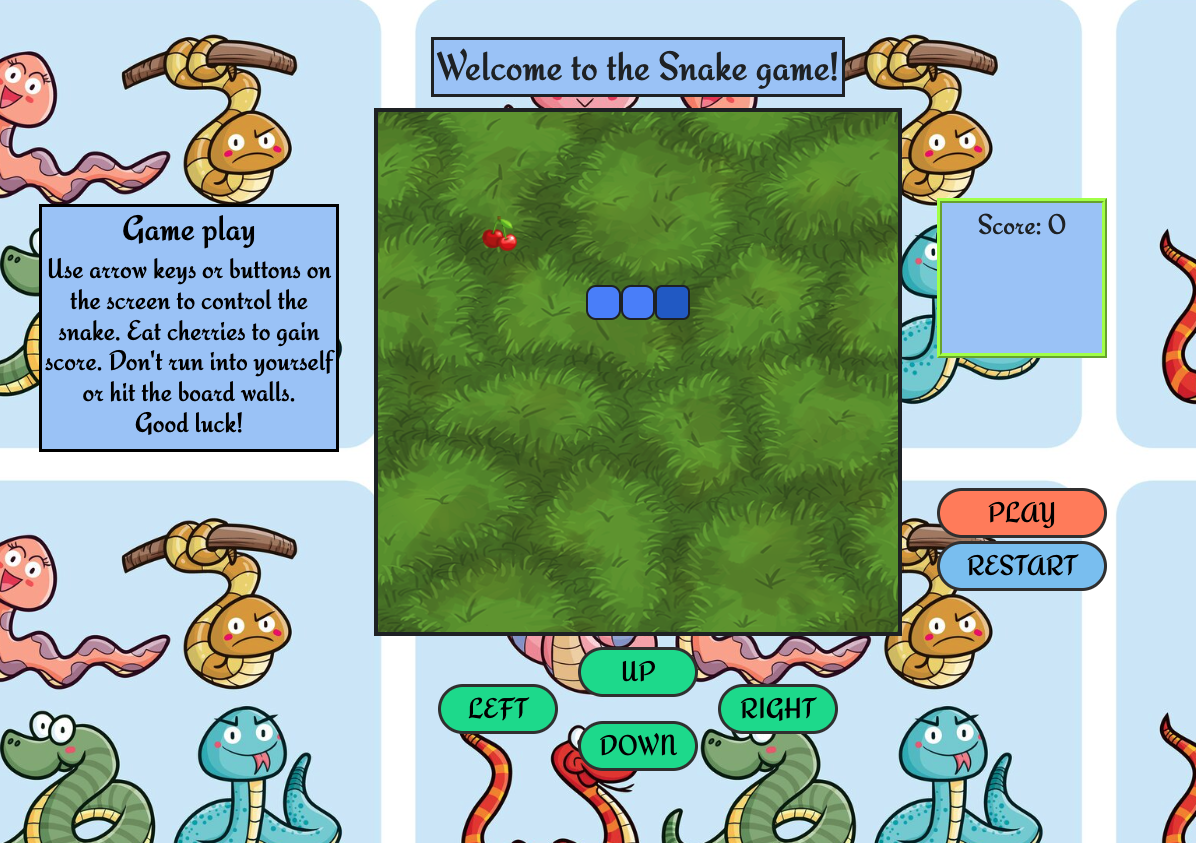 Welcome to the Snake game!
Game play
Use arrow keys or buttons on
the screen to control the
snake. Eat cherries to gain
score. Don't run into yourself
or hit the board walls.
Good luck!
Score: 0
PLAY
RESTART
UP
LEFT
RIGHT
DOWN